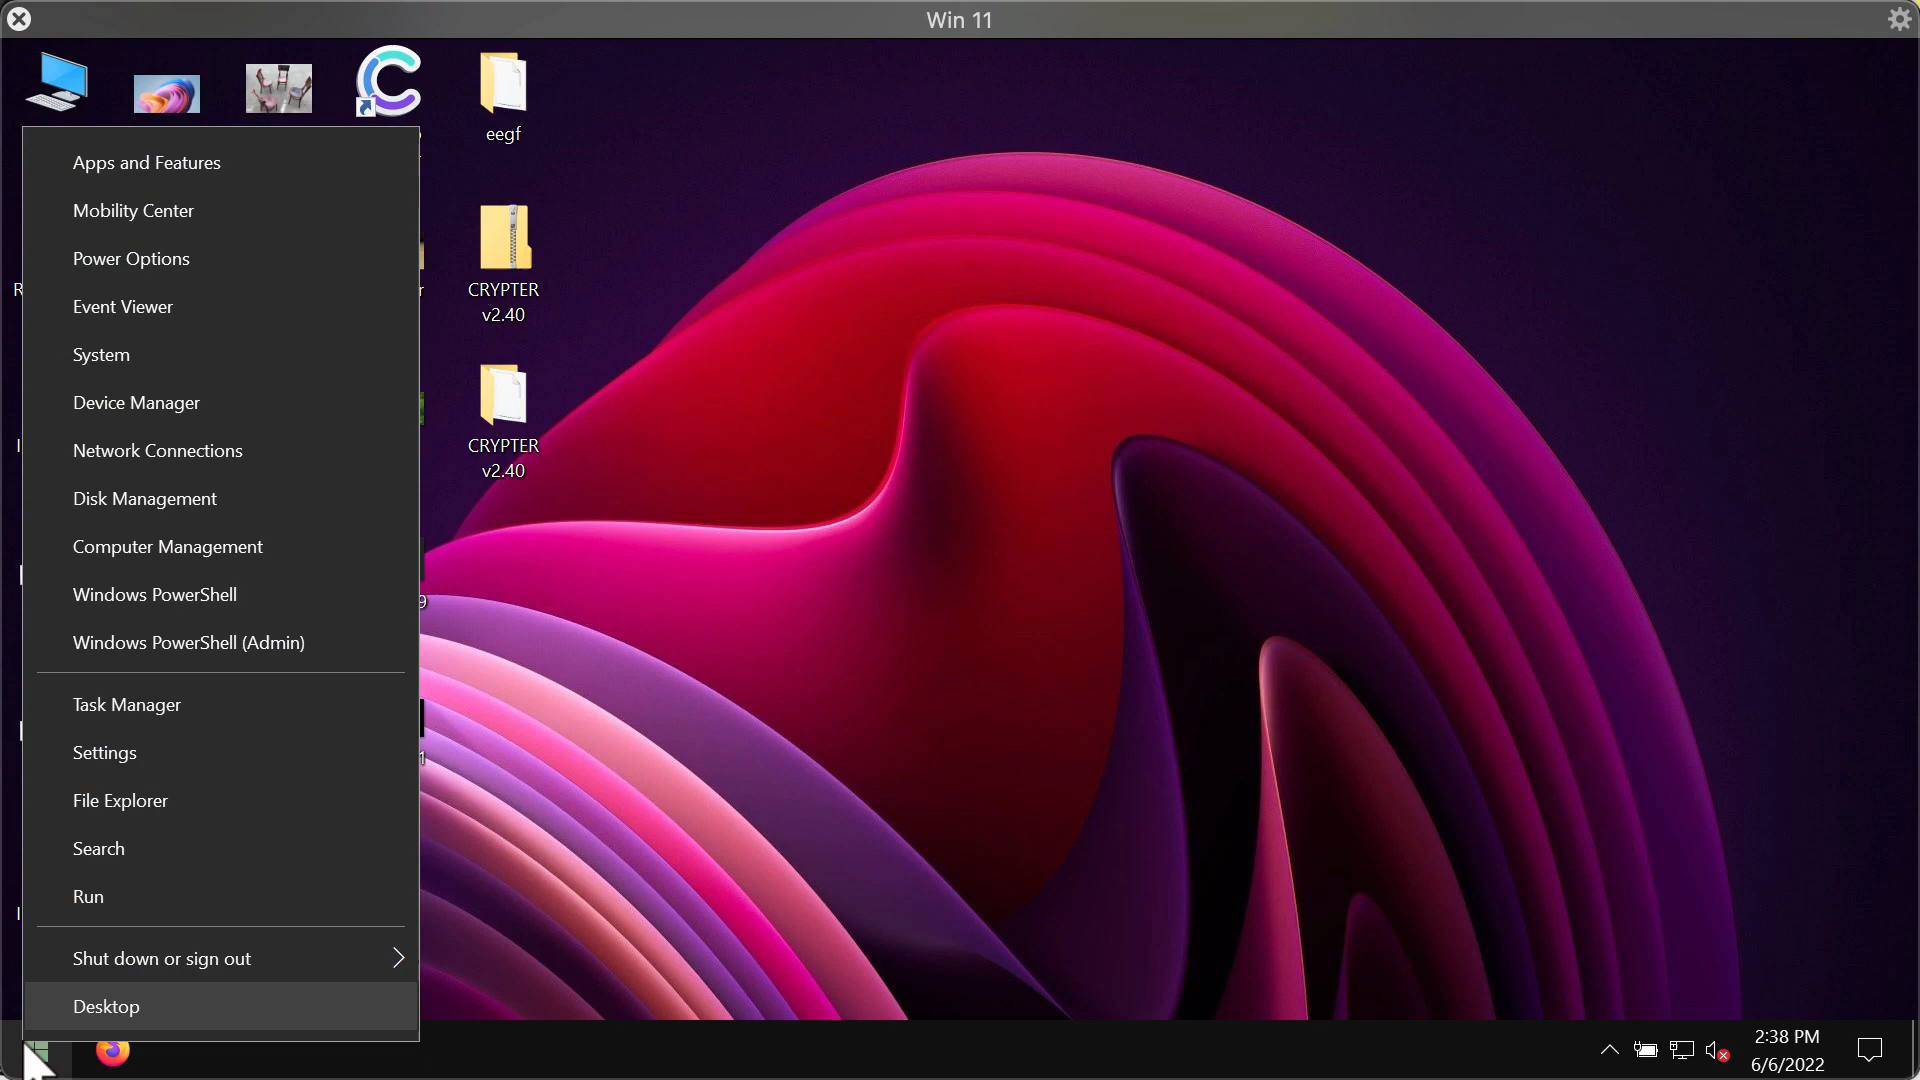 Win 11
eegf
CRYPTER
v2.40
CRYPTER
v2.40
Apps and Features
Mobility Center
Power Options
Event Viewer
System
Device Manager
Network Connections
Disk Management
Computer Management
Windows PowerShell
Windows PowerShell (Admin)
Task Manager
Settings
File Explorer
Search
Run
Shut down or sign out
Desktop
2:38 PM
6/6/2022